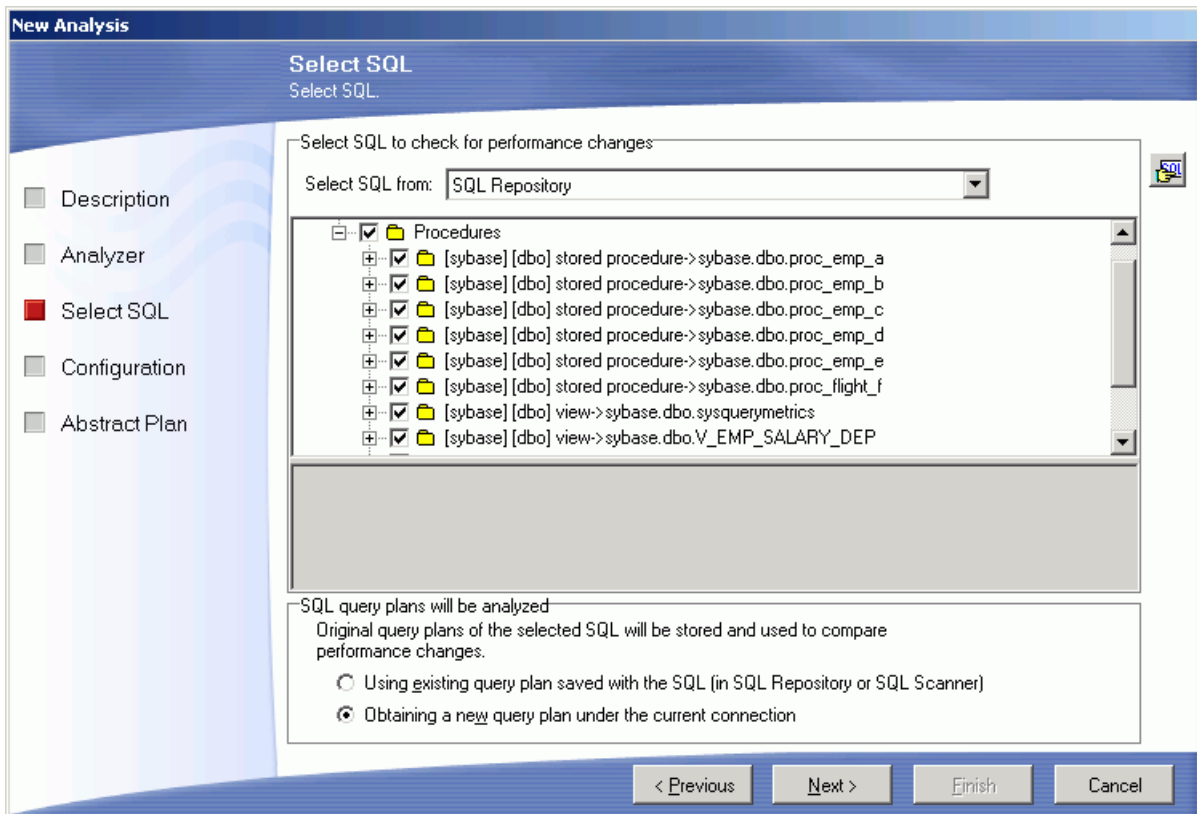 New Analysis
Select SQL
Select SQL.
Description
Analyzer
Select SQL
Configuration
Abstract Plan
Select SQL to check for performance changes
Select SQL from: SQL Repository
SQL
Procedures
[sybase] [dbo] stored procedure->sybase.dbo.proc_emp_a
[sybase] [dbo] stored procedure->sybase.dbo.proc_emp_b
[sybase] [dbo] stored procedure->sybase.dbo.proc_emp_c
[sybase] [dbo] stored procedure->sybase.dbo.proc_emp_d
[sybase] [dbo] stored procedure->sybase.dbo.proc_emp_e
[sybase] [dbo] stored procedure->sybase.dbo.proc_flight_f
[sybase] [dbo] view->sybase.dbo.sysquerymetrics
[sybase] [dbo] view->sybase.dbo.V_EMP_SALARY_DEP
SQL query plans will be analyzed
Original query plans of the selected SQL will be stored and used to compare
performance changes.
Using existing query plan saved with the SQL (in SQL Repository or SQL Scanner)
Obtaining a new query plan under the current connection
< Previous
Next >
Finish
Cancel